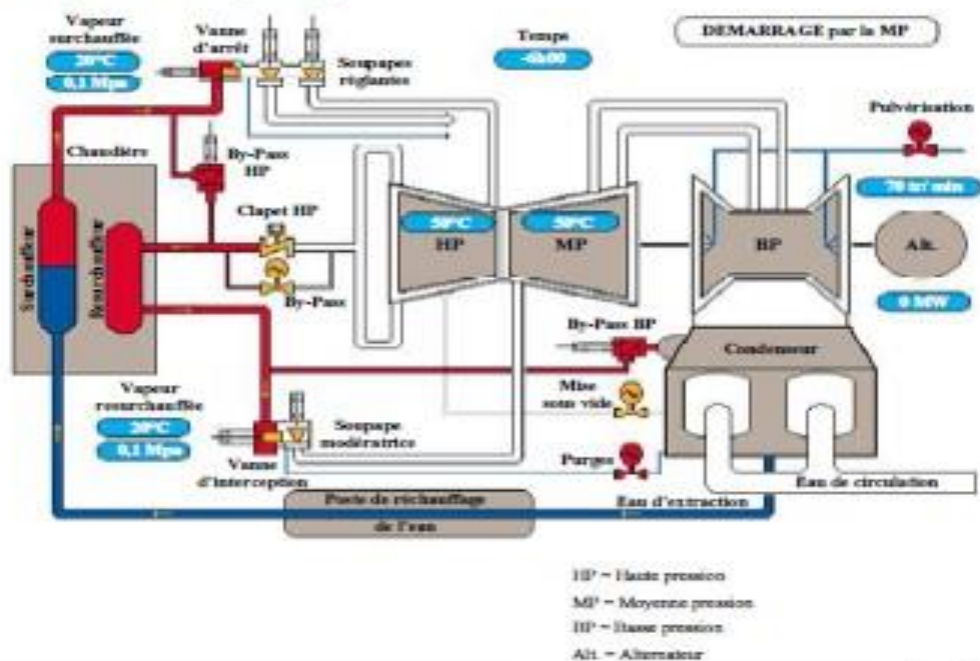 Vapeur
surchauffée
20°C
0,1 Mpa
Vanne
d'arrêt
Soupapes
réglantes
Temps
-6h00
DEMARRAGE par la MP
Pulvérisation
70 tr/min
Chaudière
By-Pass
HP
Clapet HP
Surchauffeur
Resurchauffeur
By-Pass
50°C
HP
50°C
MP
BP
Alt.
0 MW
By-Pass BP
Condenseur
Vapeur
resurchauffée
20°C
0,1 Mpa
Mise
sous vide
Soupape
modératrice
Vanne
d'interception
Purges
Eau de circulation
Poste de réchauffage
de l'eau
Eau d'extraction
HP = Haute pression
MP = Moyenne pression
BP = Basse pression
Alt. = Alternateur